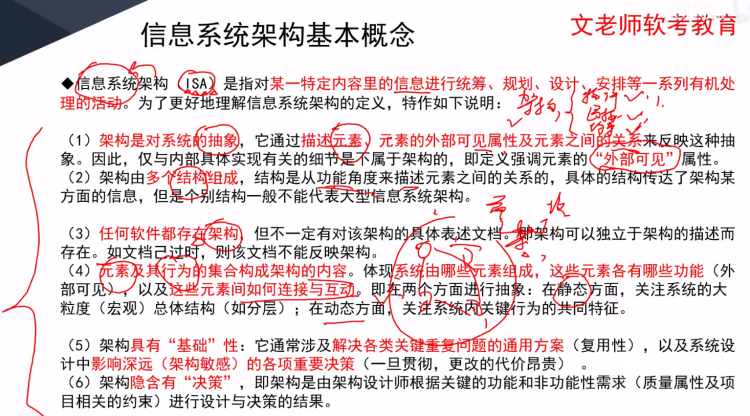 信息系统架构基本概念
文老师软考教育
◆信息系统架构（ISA）是指对某一特定内容里的信息进行统筹、规划、设计、安排等一系列有机处
理的活动。为了更好地理解信息系统架构的定义，特作如下说明：
（1）架构是对系统的抽象，它通过描述元素、元素的外部可见属性及元素之间的关系来反映这种抽
象。因此，仅与内部具体实现有关的细节是不属于架构的，即定义强调元素的“外部可见”属性。
（2）架构由多个结构组成，结构是从功能角度来描述元素之间的关系的，具体的结构传达了架构某
方面的信息，但是个别结构一般不能代表大型信息系统架构。
（3）任何软件都存在架构，但不一定有对该架构的具体表述文档。即架构可以独立于架构的描述而
存在。如文档已过时，则该文档不能反映架构。
（4）元素及其行为的集合构成架构的内容。体现系统由哪些元素组成，这些元素各有哪些功能（外
部可见），以及这些元素间如何连接与互动。即在两个方面进行抽象：在静态方面，关注系统的大
粒度（宏观）总体结构（如分层）；在动态方面，关注系统内关键行为的共同特征。
（5）架构具有“基础”性：它通常涉及解决各类关键重复问题的通用方案（复用性），以及系统设
计中影响深远（架构敏感）的各项重要决策（一旦贯彻，更改的代价昂贵）。
（6）架构隐含有“决策”，即架构是由架构设计师根据关键的功能和非功能性需求（质量属性及项
目相关的约束）进行设计与决策的结果。